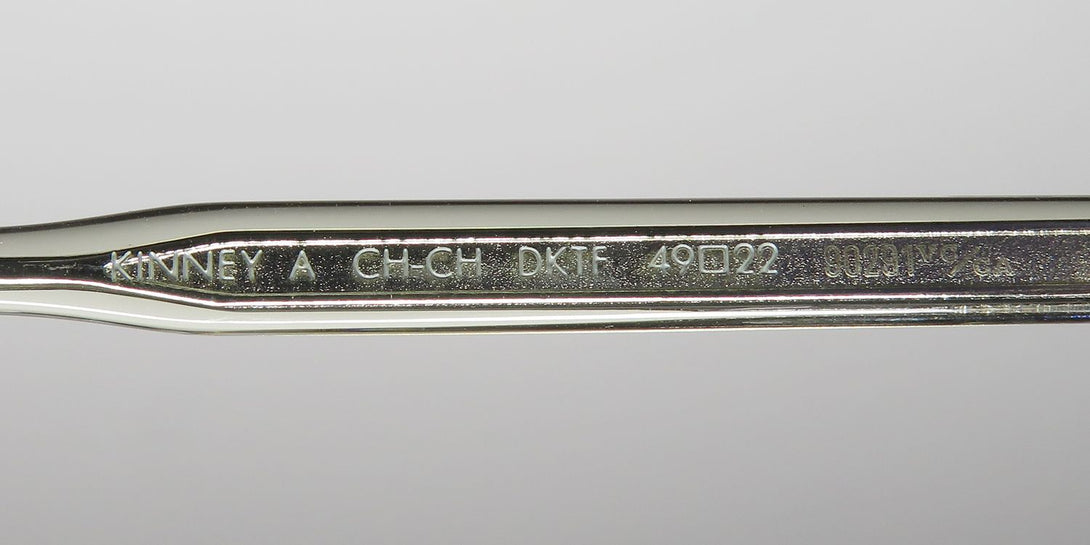 KINNEY A CH-CH DKTF 49□22